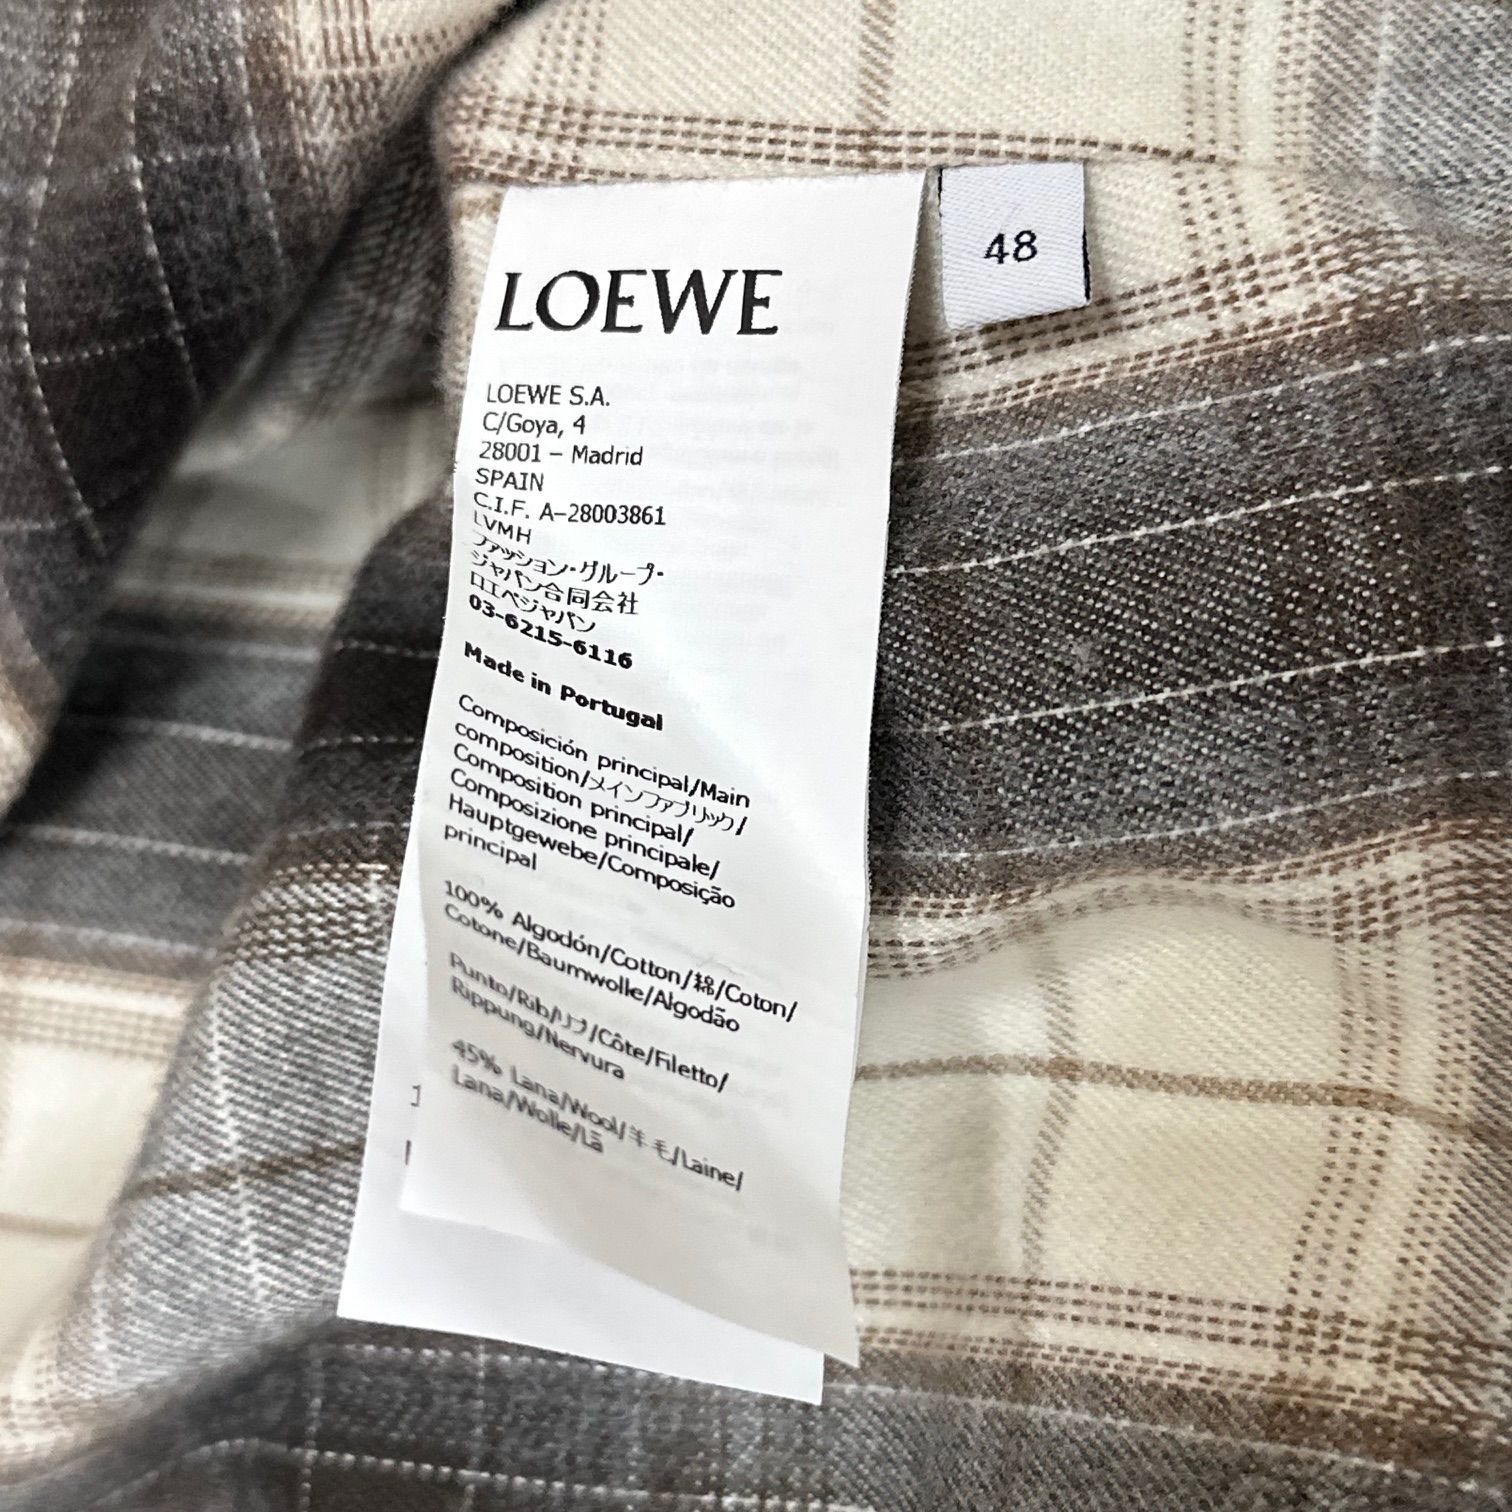 LOEWE
48
LOEWE S.A.
C/Goya, 4
28001 – Madrid
SPAIN
C.I.F. A-28003861
LVMH
ファッション・グループ・
ジャパン合同会社
ロエベジャパン
03-6215-6116
Made in Portugal
Composición principal/Main
composition/メインファブリック/
Composition principal/
Composizione principale/
Hauptgewebe/Composição
principal
100% Algodón/Cotton/綿/Coton/
Cotone/Baumwolle/Algodão
Punto/Rib/リブ/Côte/Filetto/
Rippung/Nervura
45% Lana/Wool/羊毛/Laine/
Lana/Wolle/Lã